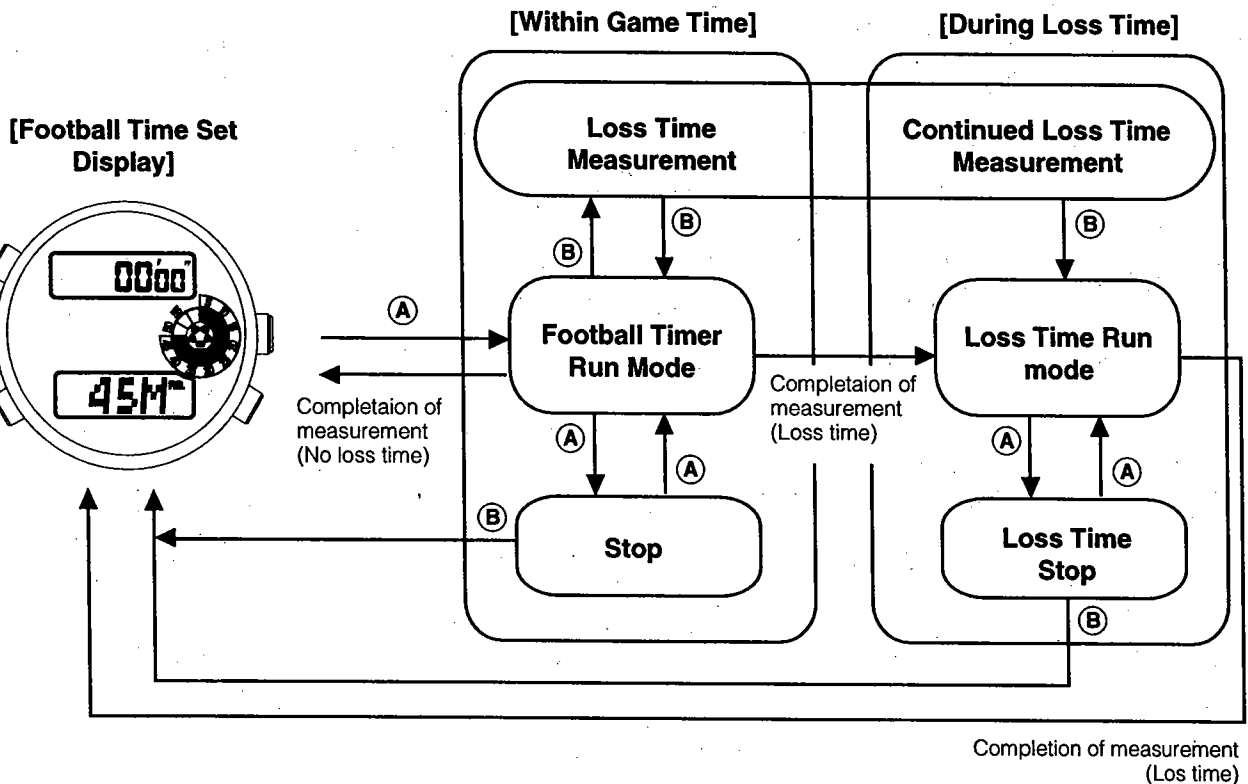 [Within Game Time]
[During Loss Time]
[Football Time Set
Display]
Loss Time
Measurement
Continued Loss Time
Measurement
B
B
B
00'00"
45M
A
Football Timer
Run Mode
Loss Time Run
mode
Completaion of
measurement
(No loss time)
Completaion of
measurement
(Loss time)
A
A
A
A
B
Stop
Loss Time
Stop
B
Completion of measurement
(Los time)